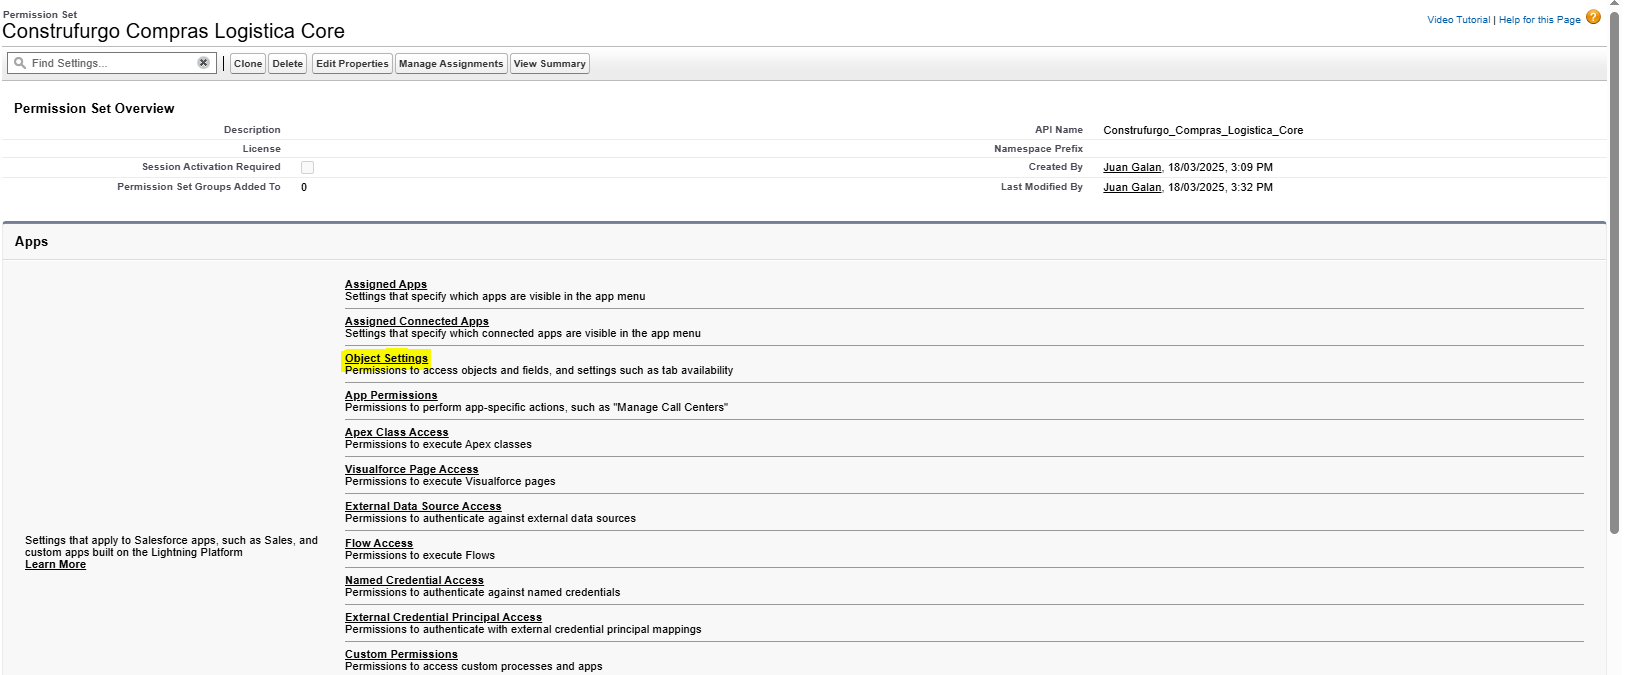 Permission Set
Construfurgo Compras Logistica Core
Video Tutorial | Help for this Page ?
Find Settings... | Clone Delete Edit Properties Manage Assignments View Summary
Permission Set Overview
Description API Name Construfurgo_Compras_Logistica_Core
License Namespace Prefix
Session Activation Required Created By Juan Galan, 18/03/2025, 3:09 PM
Permission Set Groups Added To 0 Last Modified By Juan Galan, 18/03/2025, 3:32 PM
Apps
Settings that apply to Salesforce apps, such as Sales, and
custom apps built on the Lightning Platform
Learn More
Assigned Apps
Settings that specify which apps are visible in the app menu
Assigned Connected Apps
Settings that specify which connected apps are visible in the app menu
Object Settings
Permissions to access objects and fields, and settings such as tab availability
App Permissions
Permissions to perform app-specific actions, such as "Manage Call Centers"
Apex Class Access
Permissions to execute Apex classes
Visualforce Page Access
Permissions to execute Visualforce pages
External Data Source Access
Permissions to authenticate against external data sources
Flow Access
Permissions to execute Flows
Named Credential Access
Permissions to authenticate against named credentials
External Credential Principal Access
Permissions to authenticate with external credential principal mappings
Custom Permissions
Permissions to access custom processes and apps